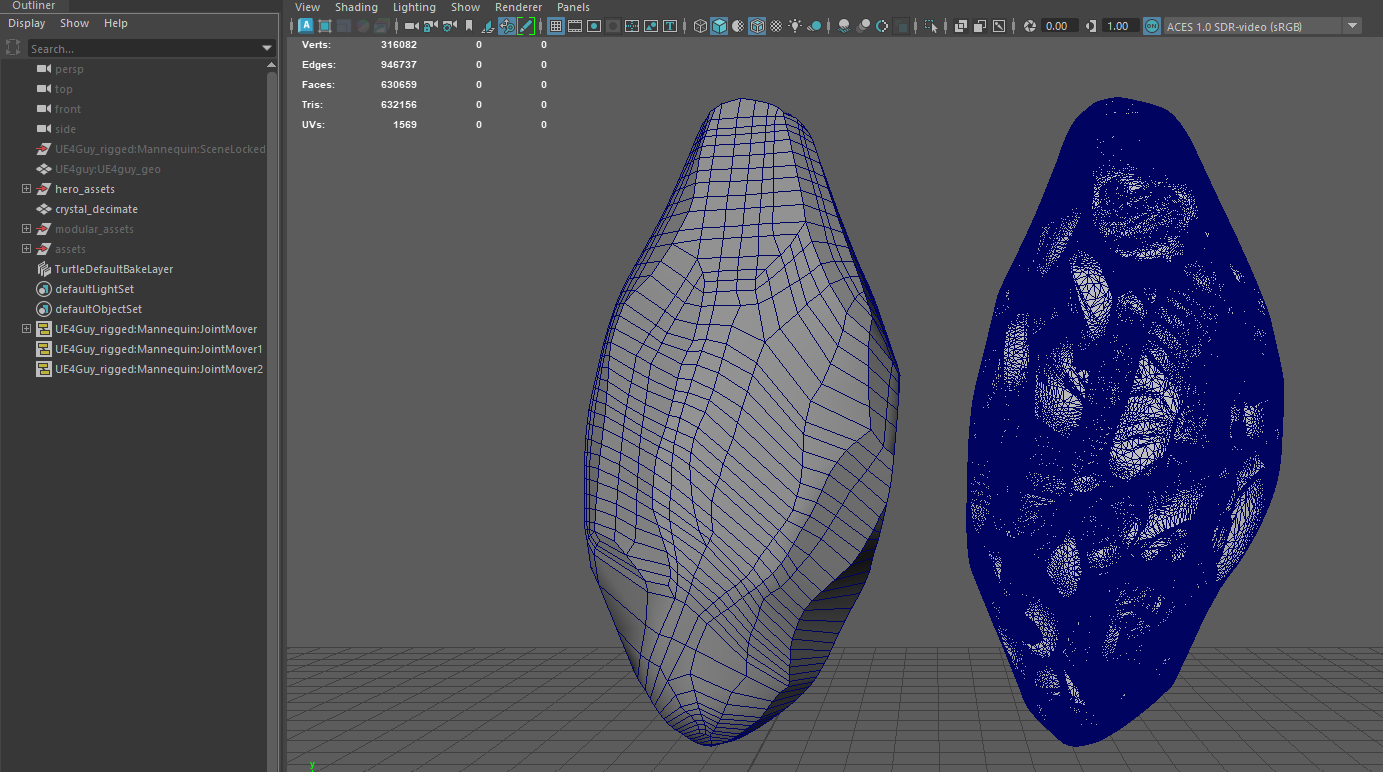 Outliner
Display Show Help
Search...
persp
top
front
side
UE4Guy_rigged:Mannequin:SceneLocked
UE4guy:UE4guy_geo
hero_assets
crystal_decimate
modular_assets
assets
TurtleDefaultBakeLayer
defaultLightSet
defaultObjectSet
UE4Guy_rigged:Mannequin:JointMover
UE4Guy_rigged:Mannequin:JointMover1
UE4Guy_rigged:Mannequin:JointMover2
View Shading Lighting Show Renderer Panels
A T 0.00 1.00 ON ACES 1.0 SDR-video (sRGB)
Verts: 316082 0 0
Edges: 946737 0 0
Faces: 630659 0 0
Tris: 632156 0 0
UVs: 1569 0 0
y